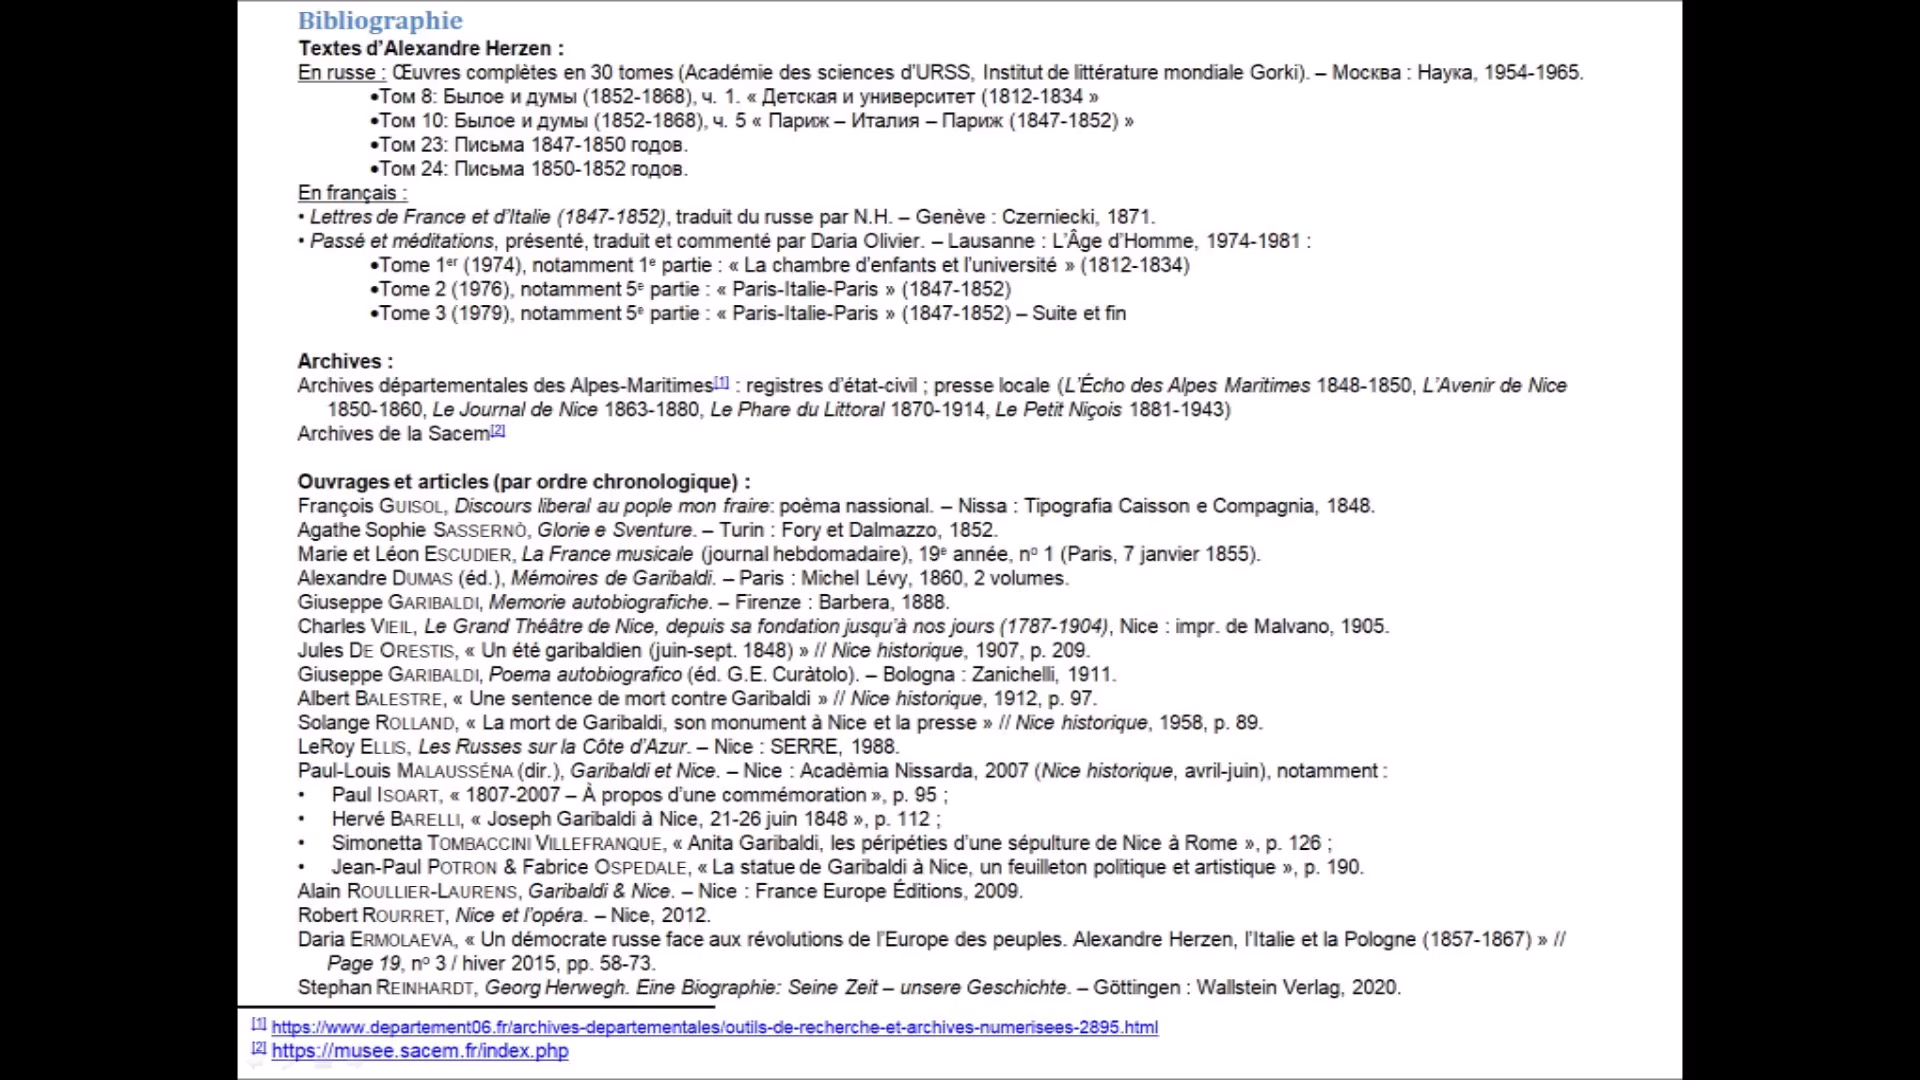 Bibliographie
Textes d’Alexandre Herzen :
En russe : Œuvres complètes en 30 tomes (Académie des sciences d’URSS, Institut de littérature mondiale Gorki). – Москва : Наука, 1954-1965.
•Том 8: Былое и думы (1852-1868), ч. 1. « Детская и университет (1812-1834 »
•Том 10: Былое и думы (1852-1868), ч. 5 « Париж – Италия – Париж (1847-1852) »
•Том 23: Письма 1847-1850 годов.
•Том 24: Письма 1850-1852 годов.
En français :
• Lettres de France et d’Italie (1847-1852), traduit du russe par N.H. – Genève : Czerniecki, 1871.
• Passé et méditations, présenté, traduit et commenté par Daria Olivier. – Lausanne : L’Âge d’Homme, 1974-1981 :
•Tome 1er (1974), notamment 1e partie : « La chambre d’enfants et l’université » (1812-1834)
•Tome 2 (1976), notamment 5e partie : « Paris-Italie-Paris » (1847-1852)
•Tome 3 (1979), notamment 5e partie : « Paris-Italie-Paris » (1847-1852) – Suite et fin
Archives :
Archives départementales des Alpes-Maritimes[1] : registres d’état-civil ; presse locale (L’Écho des Alpes Maritimes 1848-1850, L’Avenir de Nice
1850-1860, Le Journal de Nice 1863-1880, Le Phare du Littoral 1870-1914, Le Petit Niçois 1881-1943)
Archives de la Sacem[2]
Ouvrages et articles (par ordre chronologique) :
François GUISOL, Discours liberal au pople mon fraire: poèma nassional. – Nissa : Tipografia Caisson e Compagnia, 1848.
Agathe Sophie SASSERNÒ, Glorie e Sventure. – Turin : Fory et Dalmazzo, 1852.
Marie et Léon ESCUDIER, La France musicale (journal hebdomadaire), 19e année, no 1 (Paris, 7 janvier 1855).
Alexandre DUMAS (éd.), Mémoires de Garibaldi. – Paris : Michel Lévy, 1860, 2 volumes.
Giuseppe GARIBALDI, Memorie autobiografiche. – Firenze : Barbera, 1888.
Charles VIEIL, Le Grand Théâtre de Nice, depuis sa fondation jusqu’à nos jours (1787-1904), Nice : impr. de Malvano, 1905.
Jules DE ORESTIS, « Un été garibaldien (juin-sept. 1848) » // Nice historique, 1907, p. 209.
Giuseppe GARIBALDI, Poema autobiografico (éd. G.E. Curàtolo). – Bologna : Zanichelli, 1911.
Albert BALESTRE, « Une sentence de mort contre Garibaldi » // Nice historique, 1912, p. 97.
Solange ROLLAND, « La mort de Garibaldi, son monument à Nice et la presse » // Nice historique, 1958, p. 89.
LeRoy ELLIS, Les Russes sur la Côte d’Azur. – Nice : SERRE, 1988.
Paul-Louis MALAUSSÉNA (dir.), Garibaldi et Nice. – Nice : Acadèmia Nissarda, 2007 (Nice historique, avril-juin), notamment :
• Paul ISOART, « 1807-2007 – À propos d’une commémoration », p. 95 ;
• Hervé BARELLI, « Joseph Garibaldi à Nice, 21-26 juin 1848 », p. 112 ;
• Simonetta TOMBACCINI VILLEFRANQUE, « Anita Garibaldi, les péripéties d’une sépulture de Nice à Rome », p. 126 ;
• Jean-Paul POTRON & Fabrice OSPEDALE, « La statue de Garibaldi à Nice, un feuilleton politique et artistique », p. 190.
Alain ROULLIER-LAURENS, Garibaldi & Nice. – Nice : France Europe Éditions, 2009.
Robert ROURRET, Nice et l’opéra. – Nice, 2012.
Daria ERMOLAEVA, « Un démocrate russe face aux révolutions de l’Europe des peuples. Alexandre Herzen, l’Italie et la Pologne (1857-1867) » //
Page 19, no 3 / hiver 2015, pp. 58-73.
Stephan REINHARDT, Georg Herwegh. Eine Biographie: Seine Zeit – unsere Geschichte. – Göttingen : Wallstein Verlag, 2020.
[1] https://www.departement06.fr/archives-departementales/outils-de-recherche-et-archives-numerisees-2895.html
[2] https://musee.sacem.fr/index.php